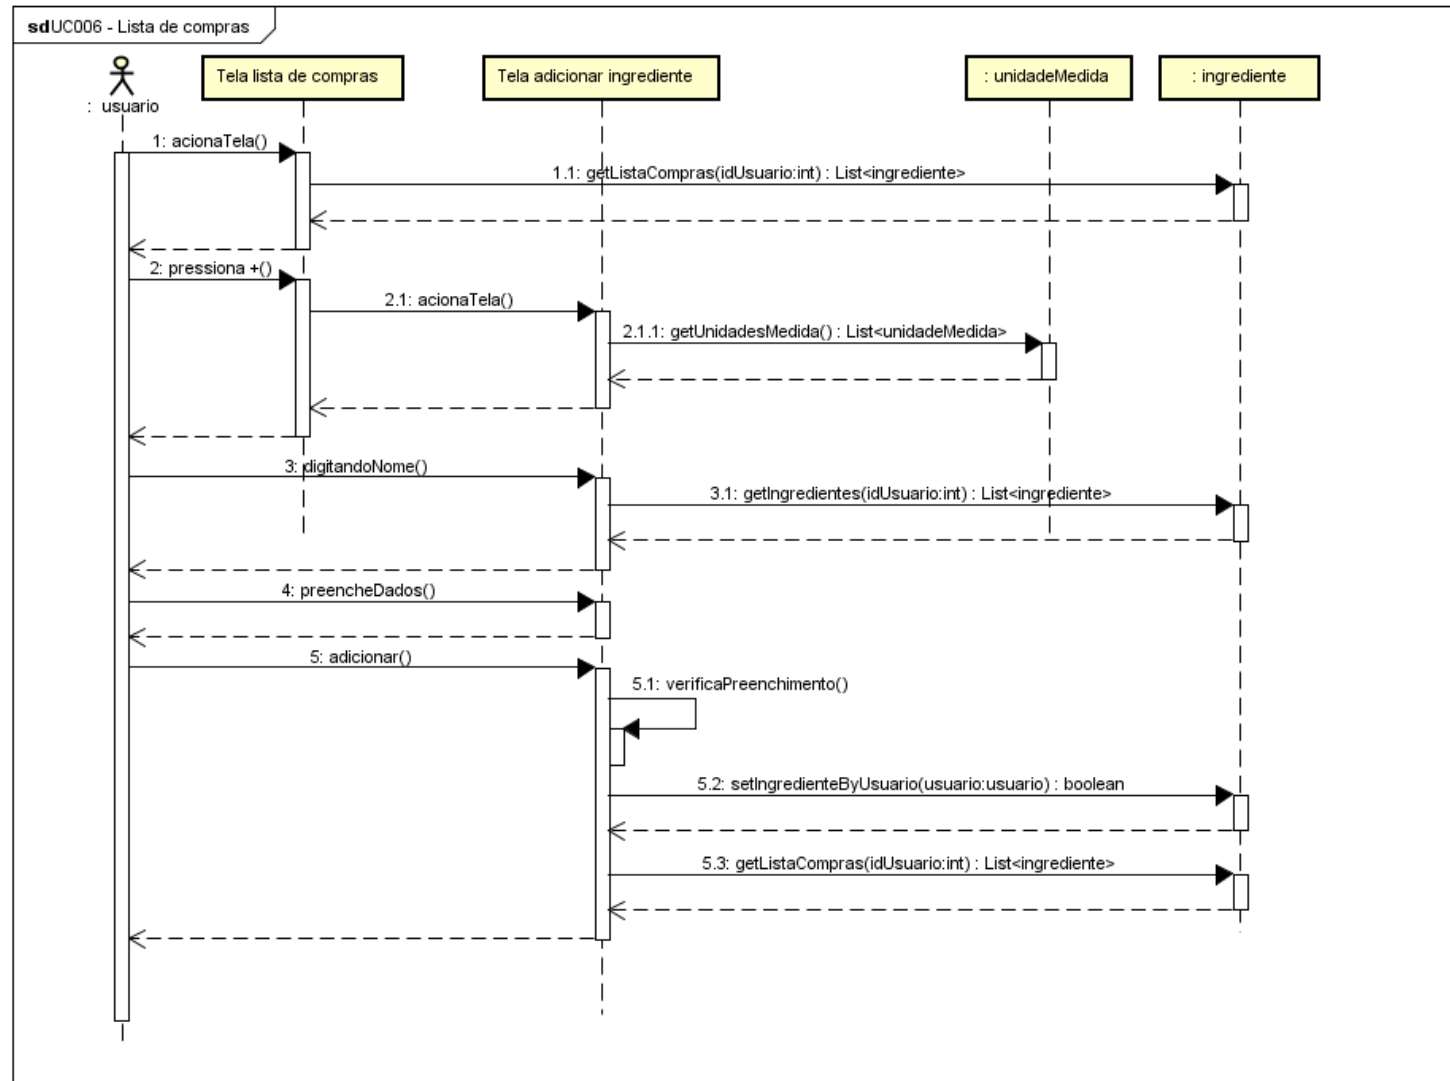 sdUC006 - Lista de compras
Tela lista de compras
Tela adicionar ingrediente
: unidadeMedida
: ingrediente
: usuario
1: acionaTela()
1.1: getListaCompras(idUsuario:int) : List<ingrediente>
2: pressiona +()
2.1: acionaTela()
2.1.1: getUnidadesMedida() : List<unidadeMedida>
3: digitandoNome()
3.1: getIngredientes(idUsuario:int) : List<ingrediente>
4: preencheDados()
5: adicionar()
5.1: verificaPreenchimento()
5.2: setIngredienteByUsuario(usuario:usuario) : boolean
5.3: getListaCompras(idUsuario:int) : List<ingrediente>